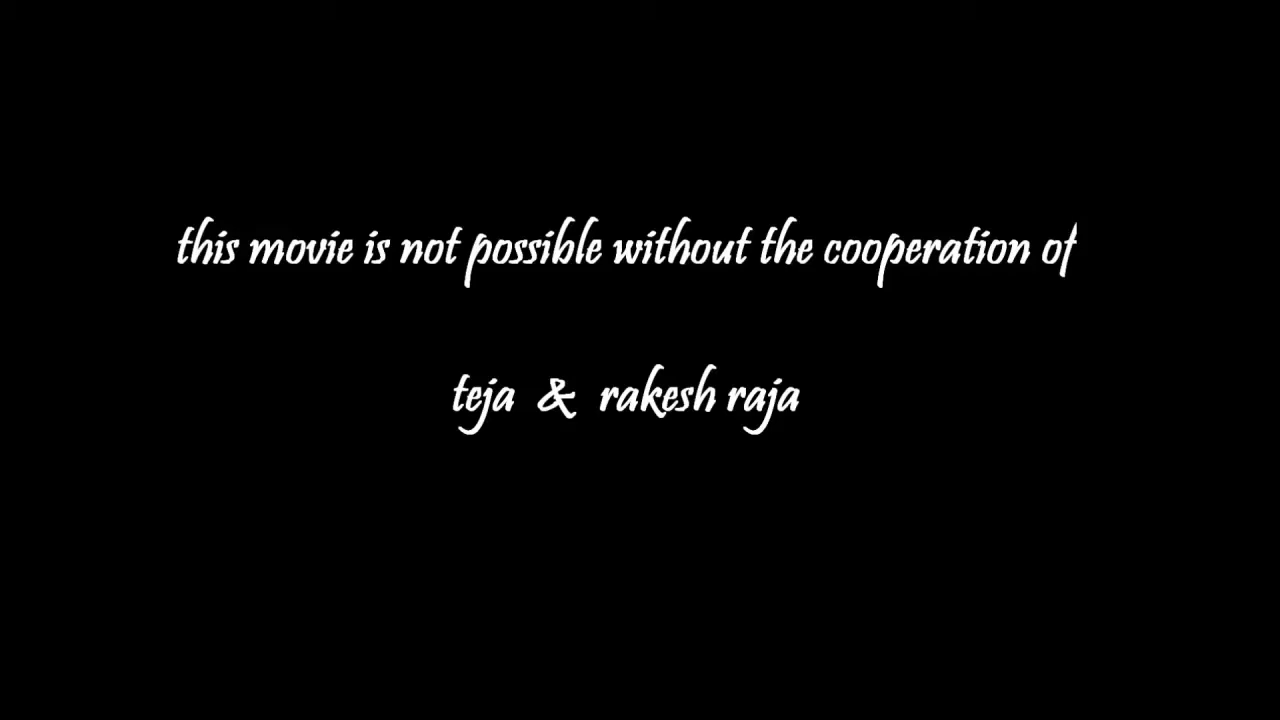 this movie is not possible without the cooperation of
teja & rakesh raja